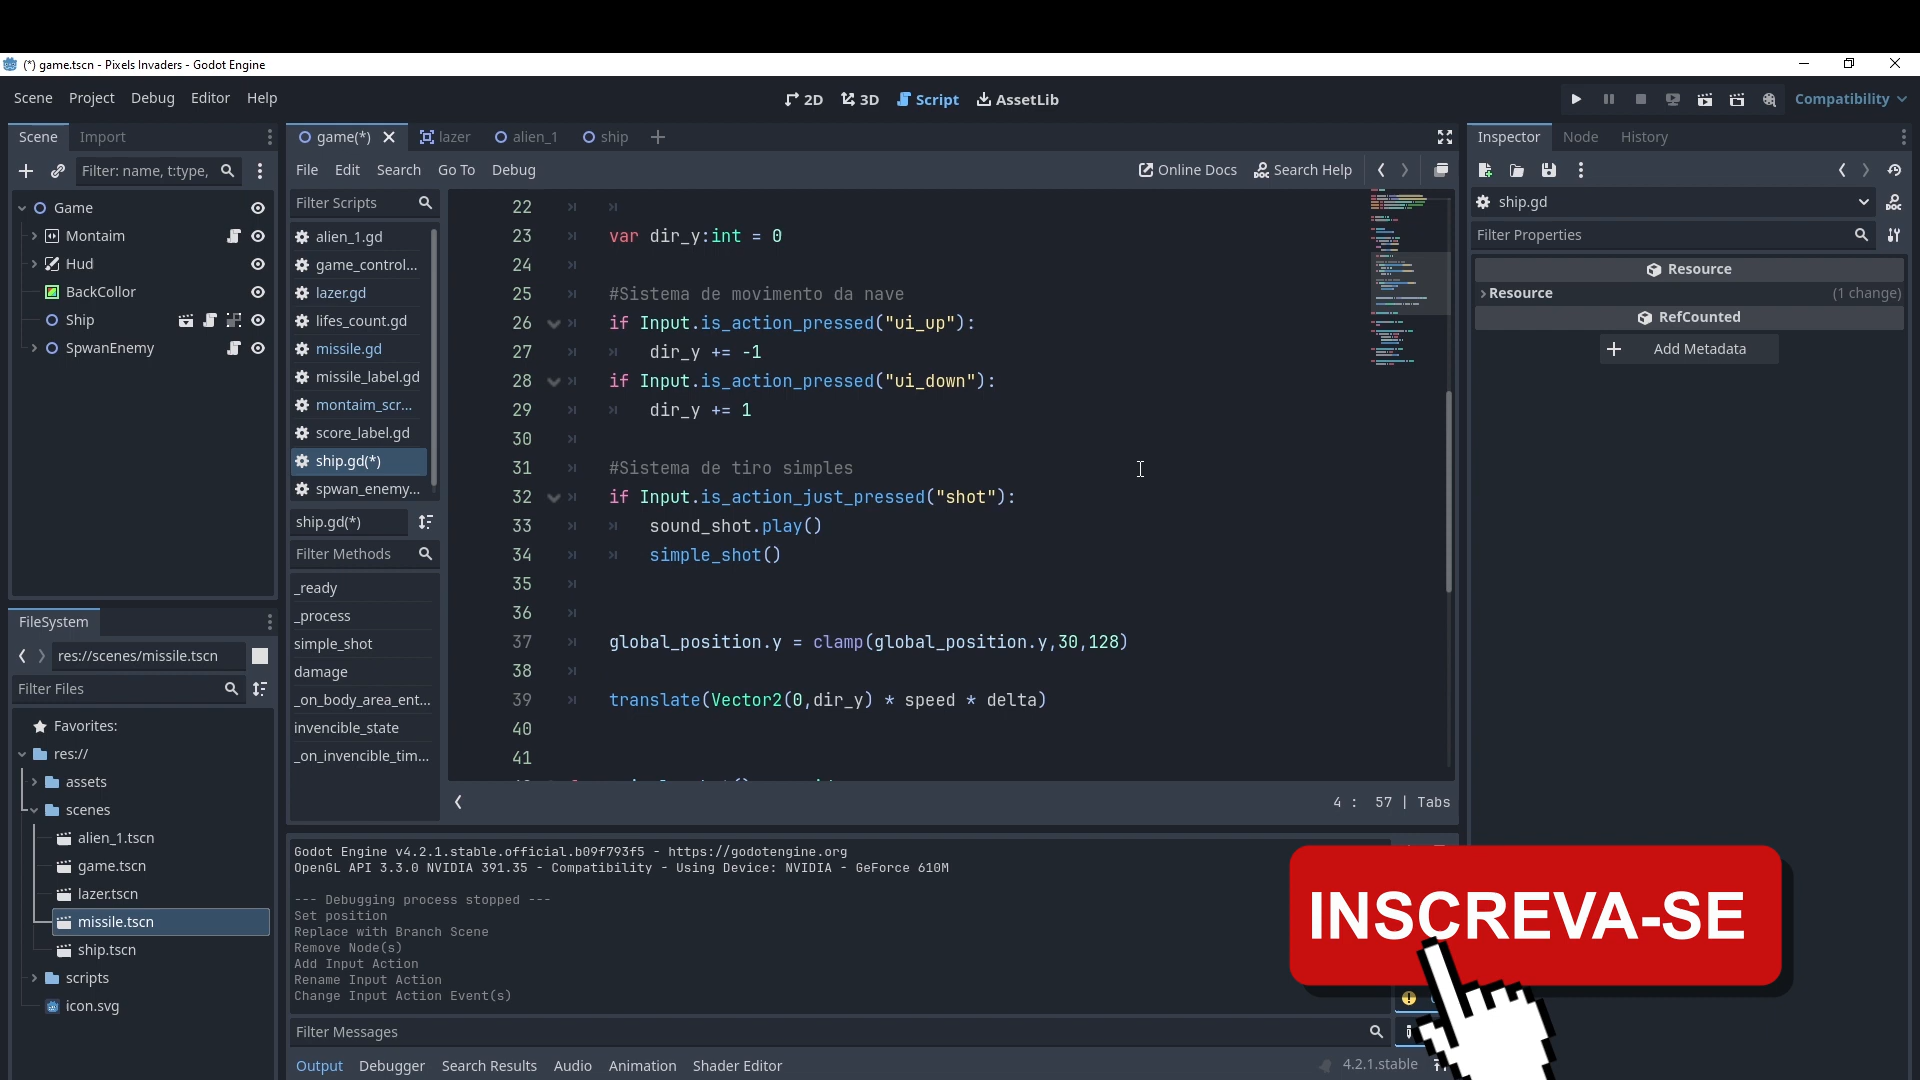 (*) game.tscn - Pixels Invaders - Godot Engine
Scene Project Debug Editor Help
2D 3D Script AssetLib
Compatibility
Scene Import
game(*) lazer alien_1 ship
Inspector Node History
Filter: name, t:type,
File Edit Search Go To Debug
Online Docs Search Help
Filter Scripts
ship.gd
Filter Properties
Resource
Resource (1 change)
RefCounted
Add Metadata
Game
Montaim
Hud
BackCollor
Ship
SpwanEnemy
alien_1.gd
game_control...
lazer.gd
lifes_count.gd
missile.gd
missile_label.gd
montaim_scr...
score_label.gd
ship.gd(*)
spwan_enemy...
ship.gd(*)
Filter Methods
_ready
_process
simple_shot
damage
_on_body_area_ent...
invencible_state
_on_invencible_tim...
22
23 var dir_y:int = 0
24
25 #Sistema de movimento da nave
26 if Input.is_action_pressed("ui_up"):
27 dir_y += -1
28 if Input.is_action_pressed("ui_down"):
29 dir_y += 1
30
31 #Sistema de tiro simples
32 if Input.is_action_just_pressed("shot"):
33 sound_shot.play()
34 simple_shot()
35
36
37 global_position.y = clamp(global_position.y,30,128)
38
39 translate(Vector2(0,dir_y) * speed * delta)
40
41
4 : 57 | Tabs
FileSystem
res://scenes/missile.tscn
Filter Files
Favorites:
res://
assets
scenes
alien_1.tscn
game.tscn
lazer.tscn
missile.tscn
ship.tscn
scripts
icon.svg
Godot Engine v4.2.1.stable.official.b09f793f5 - https://godotengine.org
OpenGL API 3.3.0 NVIDIA 391.35 - Compatibility - Using Device: NVIDIA - GeForce 610M
--- Debugging process stopped ---
Set position
Replace with Branch Scene
Remove Node(s)
Add Input Action
Rename Input Action
Change Input Action Event(s)
Filter Messages
Output Debugger Search Results Audio Animation Shader Editor
4.2.1.stable
INSCREVA-SE